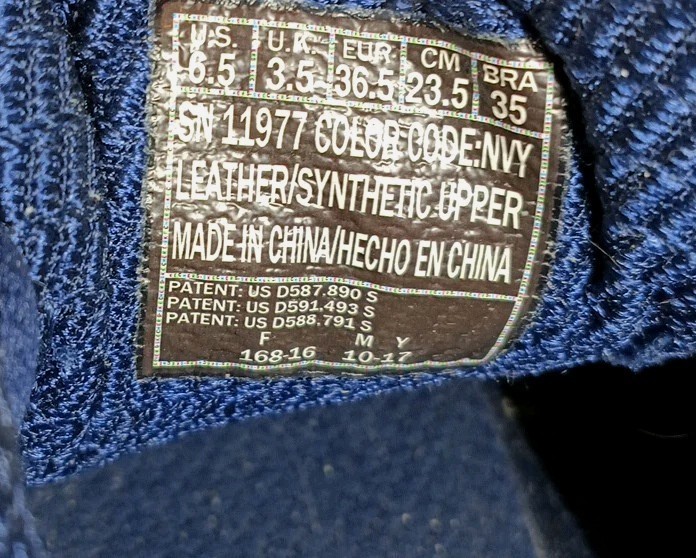 U.S. U.K. EUR CM BRA
6.5 3.5 36.5 23.5 35
SN 11977 COLOR CODE:NVY
LEATHER/SYNTHETIC UPPER
MADE IN CHINA/HECHO EN CHINA
PATENT: US D587.890 S
PATENT: US D591.493 S
PATENT: US D588.791 S
F M Y
168-16 10-17